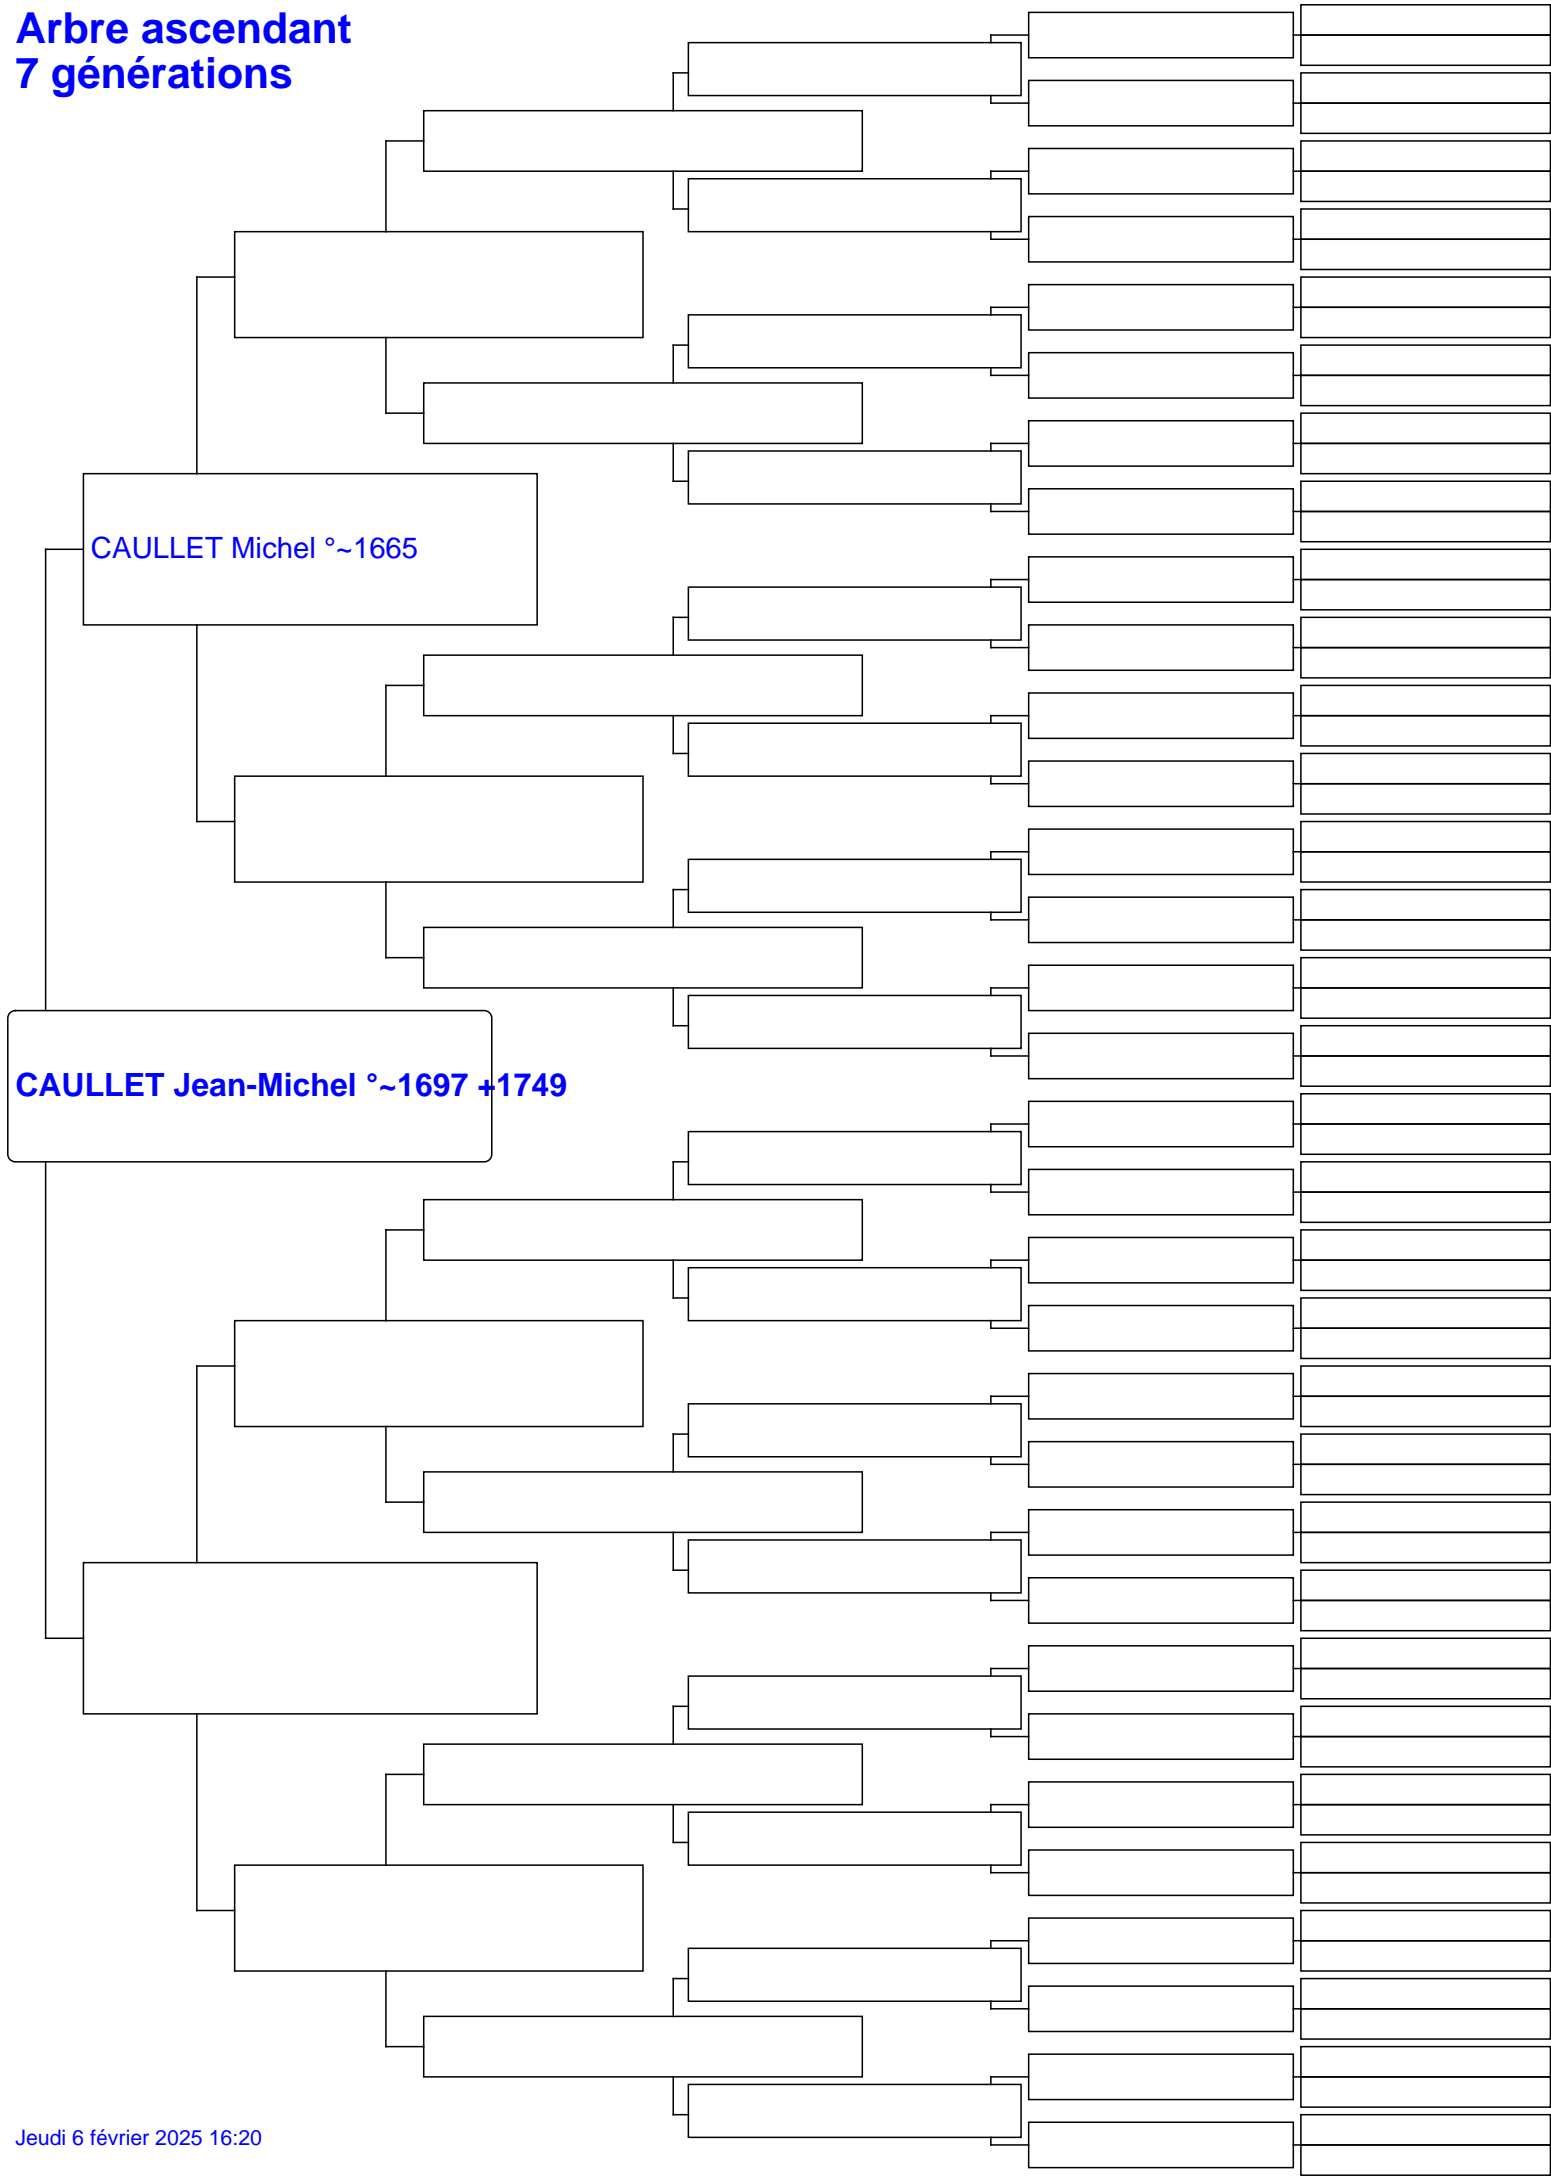 Arbre ascendant
7 générations
CAULLET Michel °~1665
CAULLET Jean-Michel °~1697 +1749
Jeudi 6 février 2025 16:20